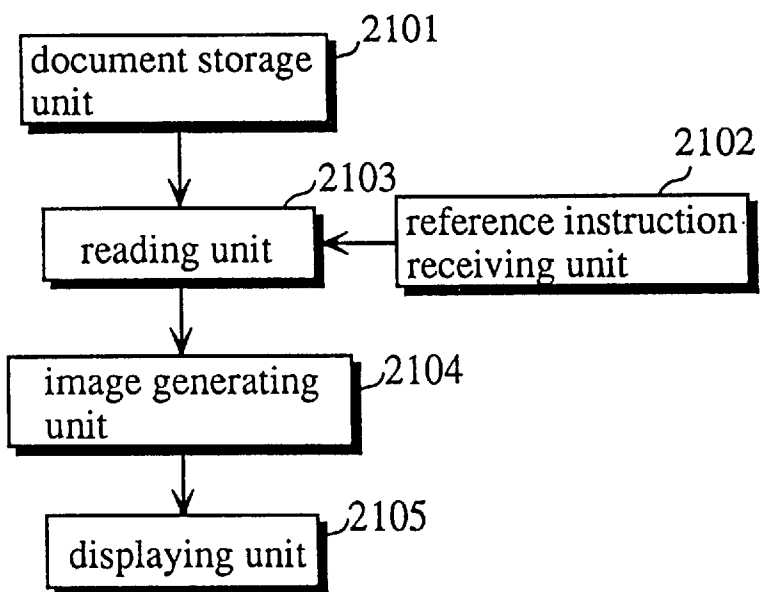 2101
document storage
unit
2102
2103
reading unit
reference instruction
receiving unit
2104
image generating
unit
2105
displaying unit